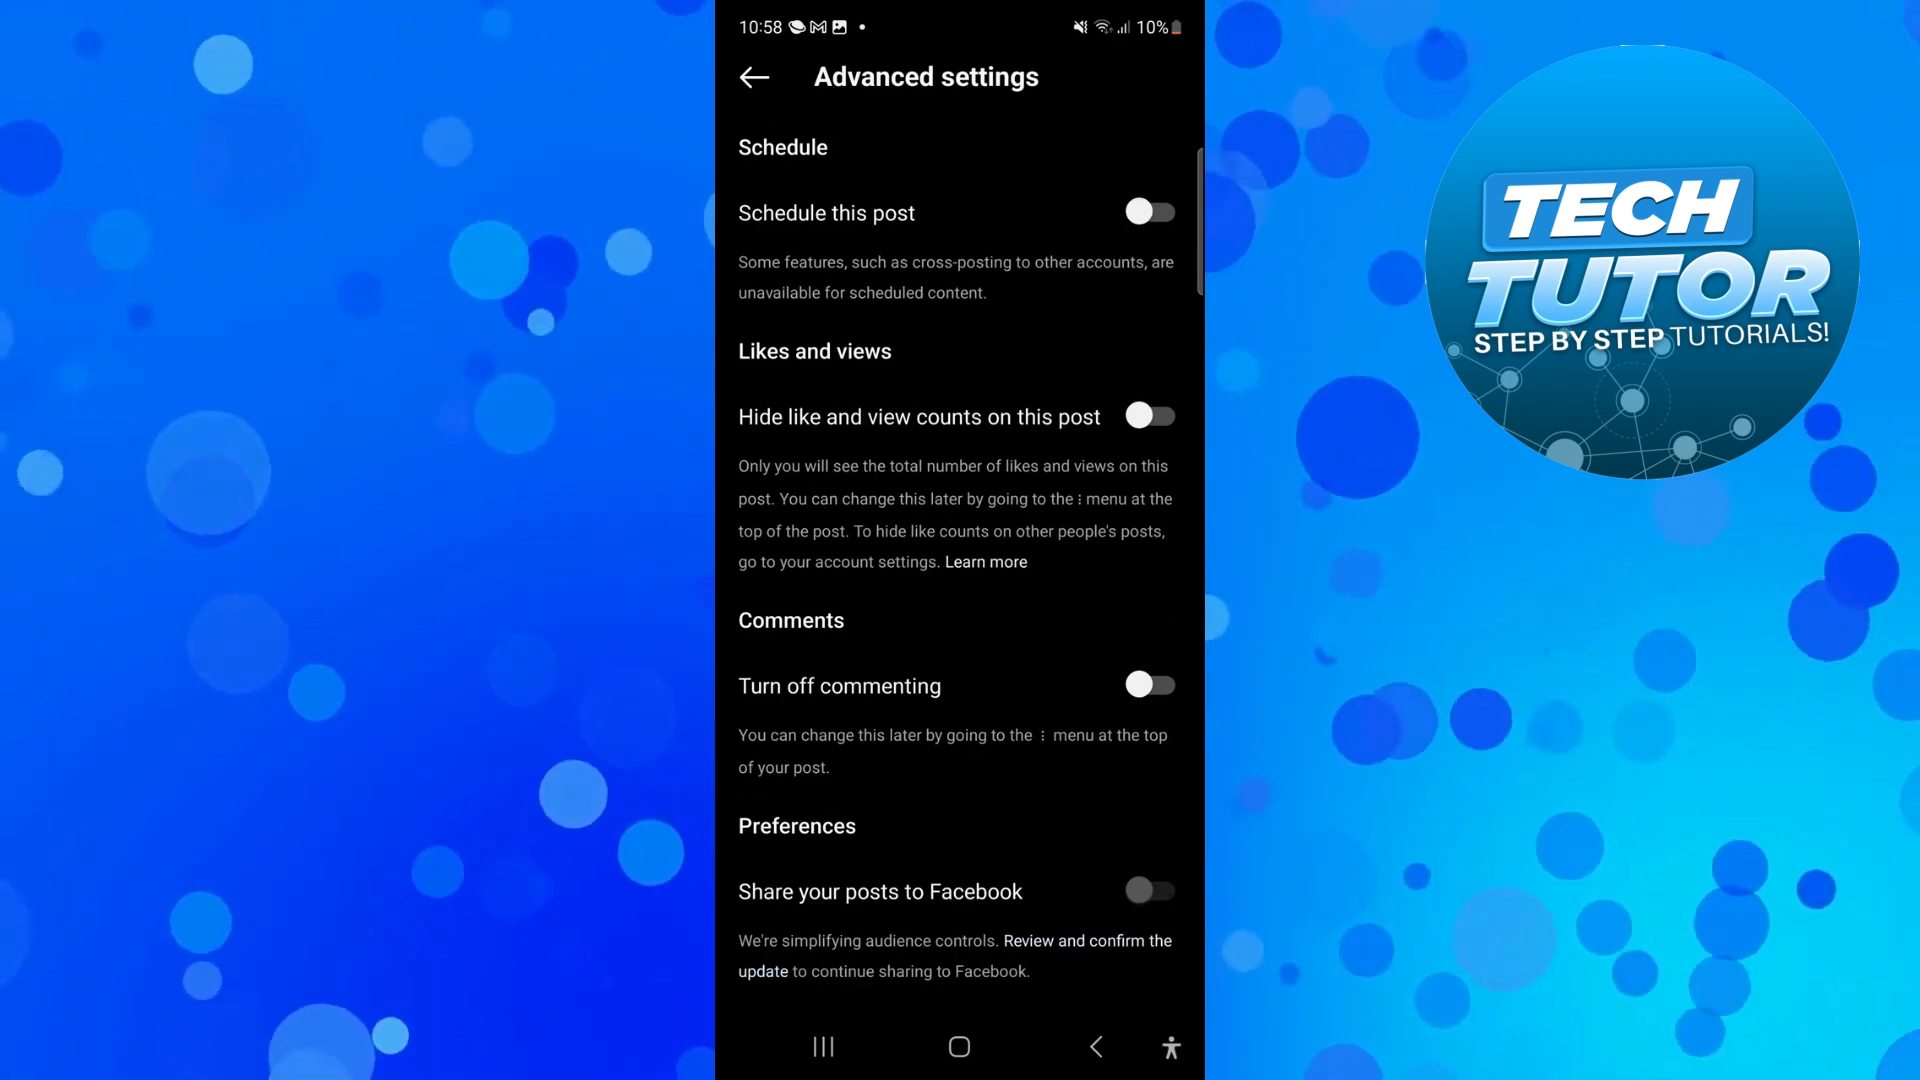 10:58
10%
Advanced settings
Schedule
Schedule this post
Some features, such as cross-posting to other accounts, are
unavailable for scheduled content.
Likes and views
Hide like and view counts on this post
Only you will see the total number of likes and views on this
post. You can change this later by going to the ⋮ menu at the
top of the post. To hide like counts on other people's posts,
go to your account settings. Learn more
Comments
Turn off commenting
You can change this later by going to the ⋮ menu at the top
of your post.
Preferences
Share your posts to Facebook
We're simplifying audience controls. Review and confirm the
update to continue sharing to Facebook.
TECH
TUTOR
STEP BY STEP TUTORIALS!